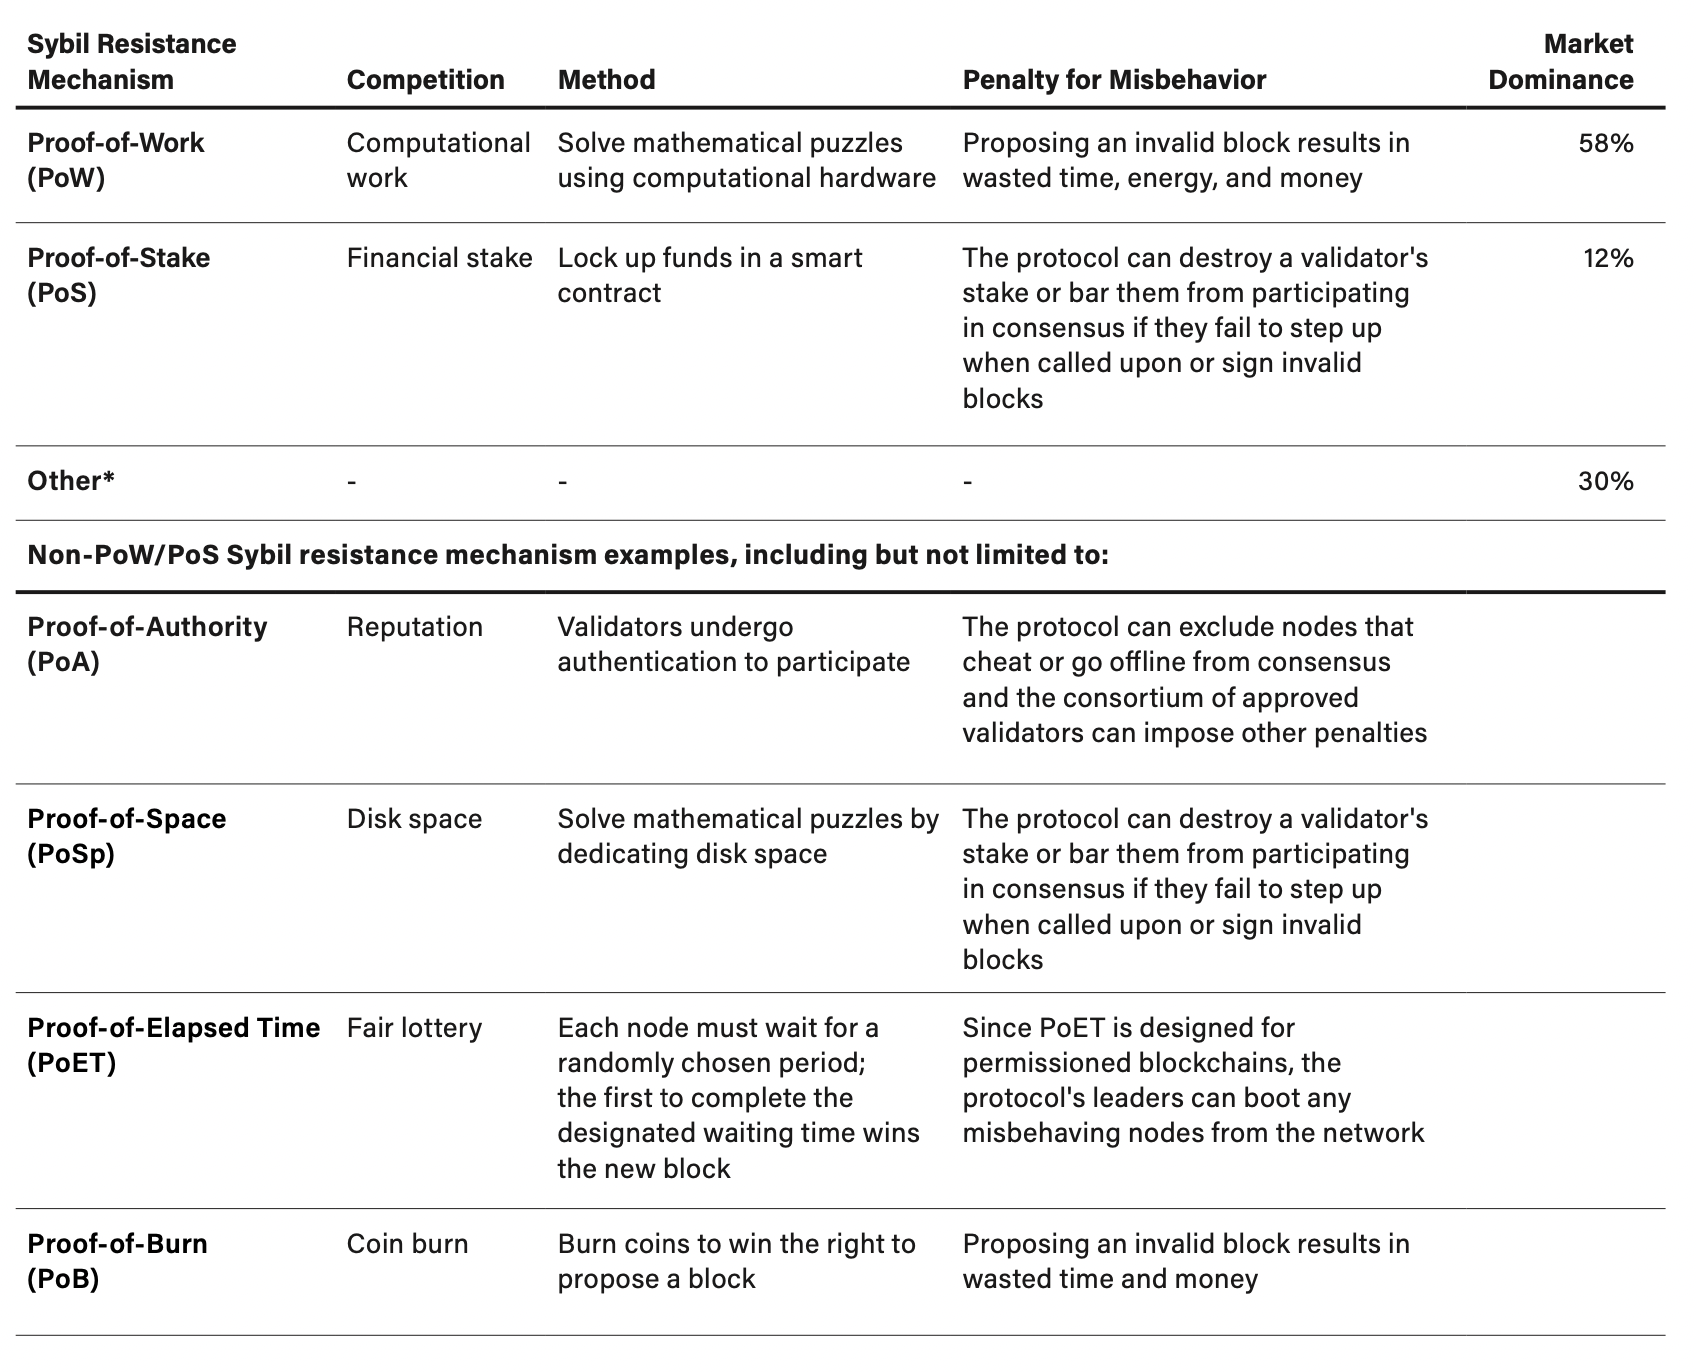 Sybil Resistance Mechanism Competition Method Penalty for Misbehavior Market Dominance
Proof-of-Work (PoW)
Computational work
Solve mathematical puzzles
using computational hardware
Proposing an invalid block results in
wasted time, energy, and money
58%
Proof-of-Stake (PoS)
Financial stake
Lock up funds in a smart
contract
The protocol can destroy a validator's
stake or bar them from participating
in consensus if they fail to step up
when called upon or sign invalid
blocks
12%
Other* - - - 30%
Non-PoW/PoS Sybil resistance mechanism examples, including but not limited to:
Proof-of-Authority
(PoA)
Reputation
Validators undergo
authentication to participate
The protocol can exclude nodes that
cheat or go offline from consensus
and the consortium of approved
validators can impose other penalties
Proof-of-Space
(PoSp)
Disk space
Solve mathematical puzzles by
dedicating disk space
The protocol can destroy a validator's
stake or bar them from participating
in consensus if they fail to step up
when called upon or sign invalid
blocks
Proof-of-Elapsed Time
(PoET)
Fair lottery
Each node must wait for a
randomly chosen period;
the first to complete the
designated waiting time wins
the new block
Since PoET is designed for
permissioned blockchains, the
protocol's leaders can boot any
misbehaving nodes from the network
Proof-of-Burn
(PoB)
Coin burn
Burn coins to win the right to
propose a block
Proposing an invalid block results in
wasted time and money